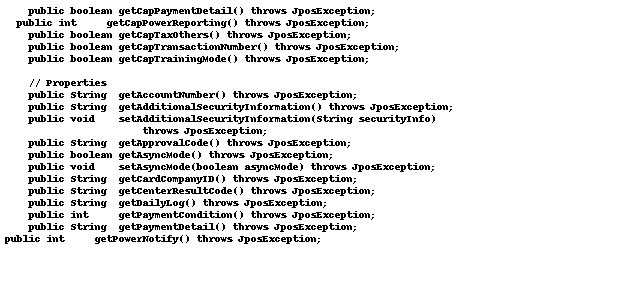 public boolean getCapPaymentDetail() throws JposException;
public int getCapPowerReporting() throws JposException;
public boolean getCapTaxOthers() throws JposException;
public boolean getCapTransactionNumber() throws JposException;
public boolean getCapTrainingMode() throws JposException;
// Properties
public String getAccountNumber() throws JposException;
public String getAdditionalSecurityInformation() throws JposException;
public void setAdditionalSecurityInformation(String securityInfo)
throws JposException;
public String getApprovalCode() throws JposException;
public boolean getAsyncMode() throws JposException;
public void setAsyncMode(boolean asyncMode) throws JposException;
public String getCardCompanyID() throws JposException;
public String getCenterResultCode() throws JposException;
public String getDailyLog() throws JposException;
public int getPaymentCondition() throws JposException;
public String getPaymentDetail() throws JposException;
public int getPowerNotify() throws JposException;